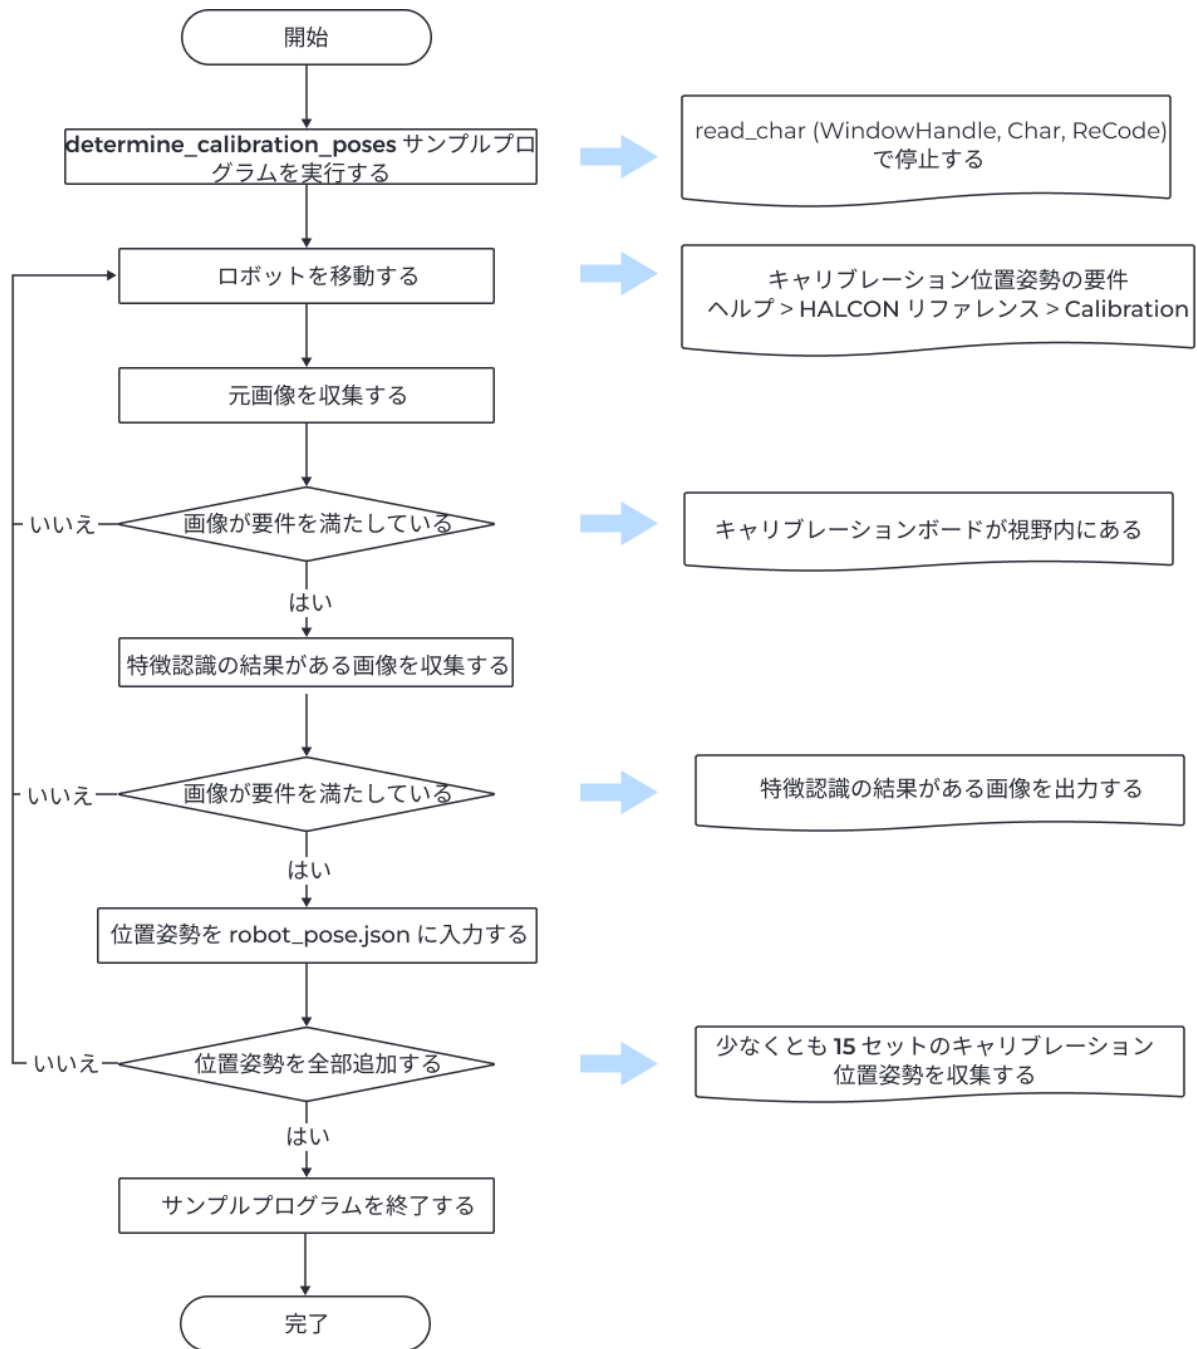 開始
determine_calibration_poses サンプルプロ
グラムを実行する
read_char (WindowHandle, Char, ReCode)
で停止する
ロボットを移動する
キャリブレーション位置姿勢の要件
ヘルプ > HALCON リファレンス > Calibration
元画像を収集する
画像が要件を満たしている
いいえ
キャリブレーションボードが視野内にある
はい
特徴認識の結果がある画像を収集する
画像が要件を満たしている
いいえ
特徴認識の結果がある画像を出力する
はい
位置姿勢を robot_pose.json に入力する
位置姿勢を全部追加する
いいえ
少なくとも 15 セットのキャリブレーション
位置姿勢を収集する
はい
サンプルプログラムを終了する
完了